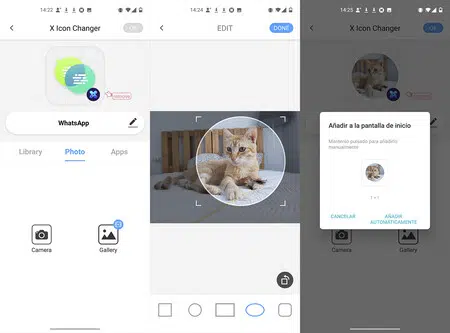 14:22
X Icon Changer
OK
WhatsApp
Library
Photo
Apps
Camera
Gallery
14:24
EDIT
DONE
14:25
X Icon Changer
OK
Añadir a la pantalla de inicio
Mantenlo pulsado para añadirlo
manualmente
1 × 1
CANCELAR
AÑADIR
AUTOMÁTICAMENTE
Camera
Gallery